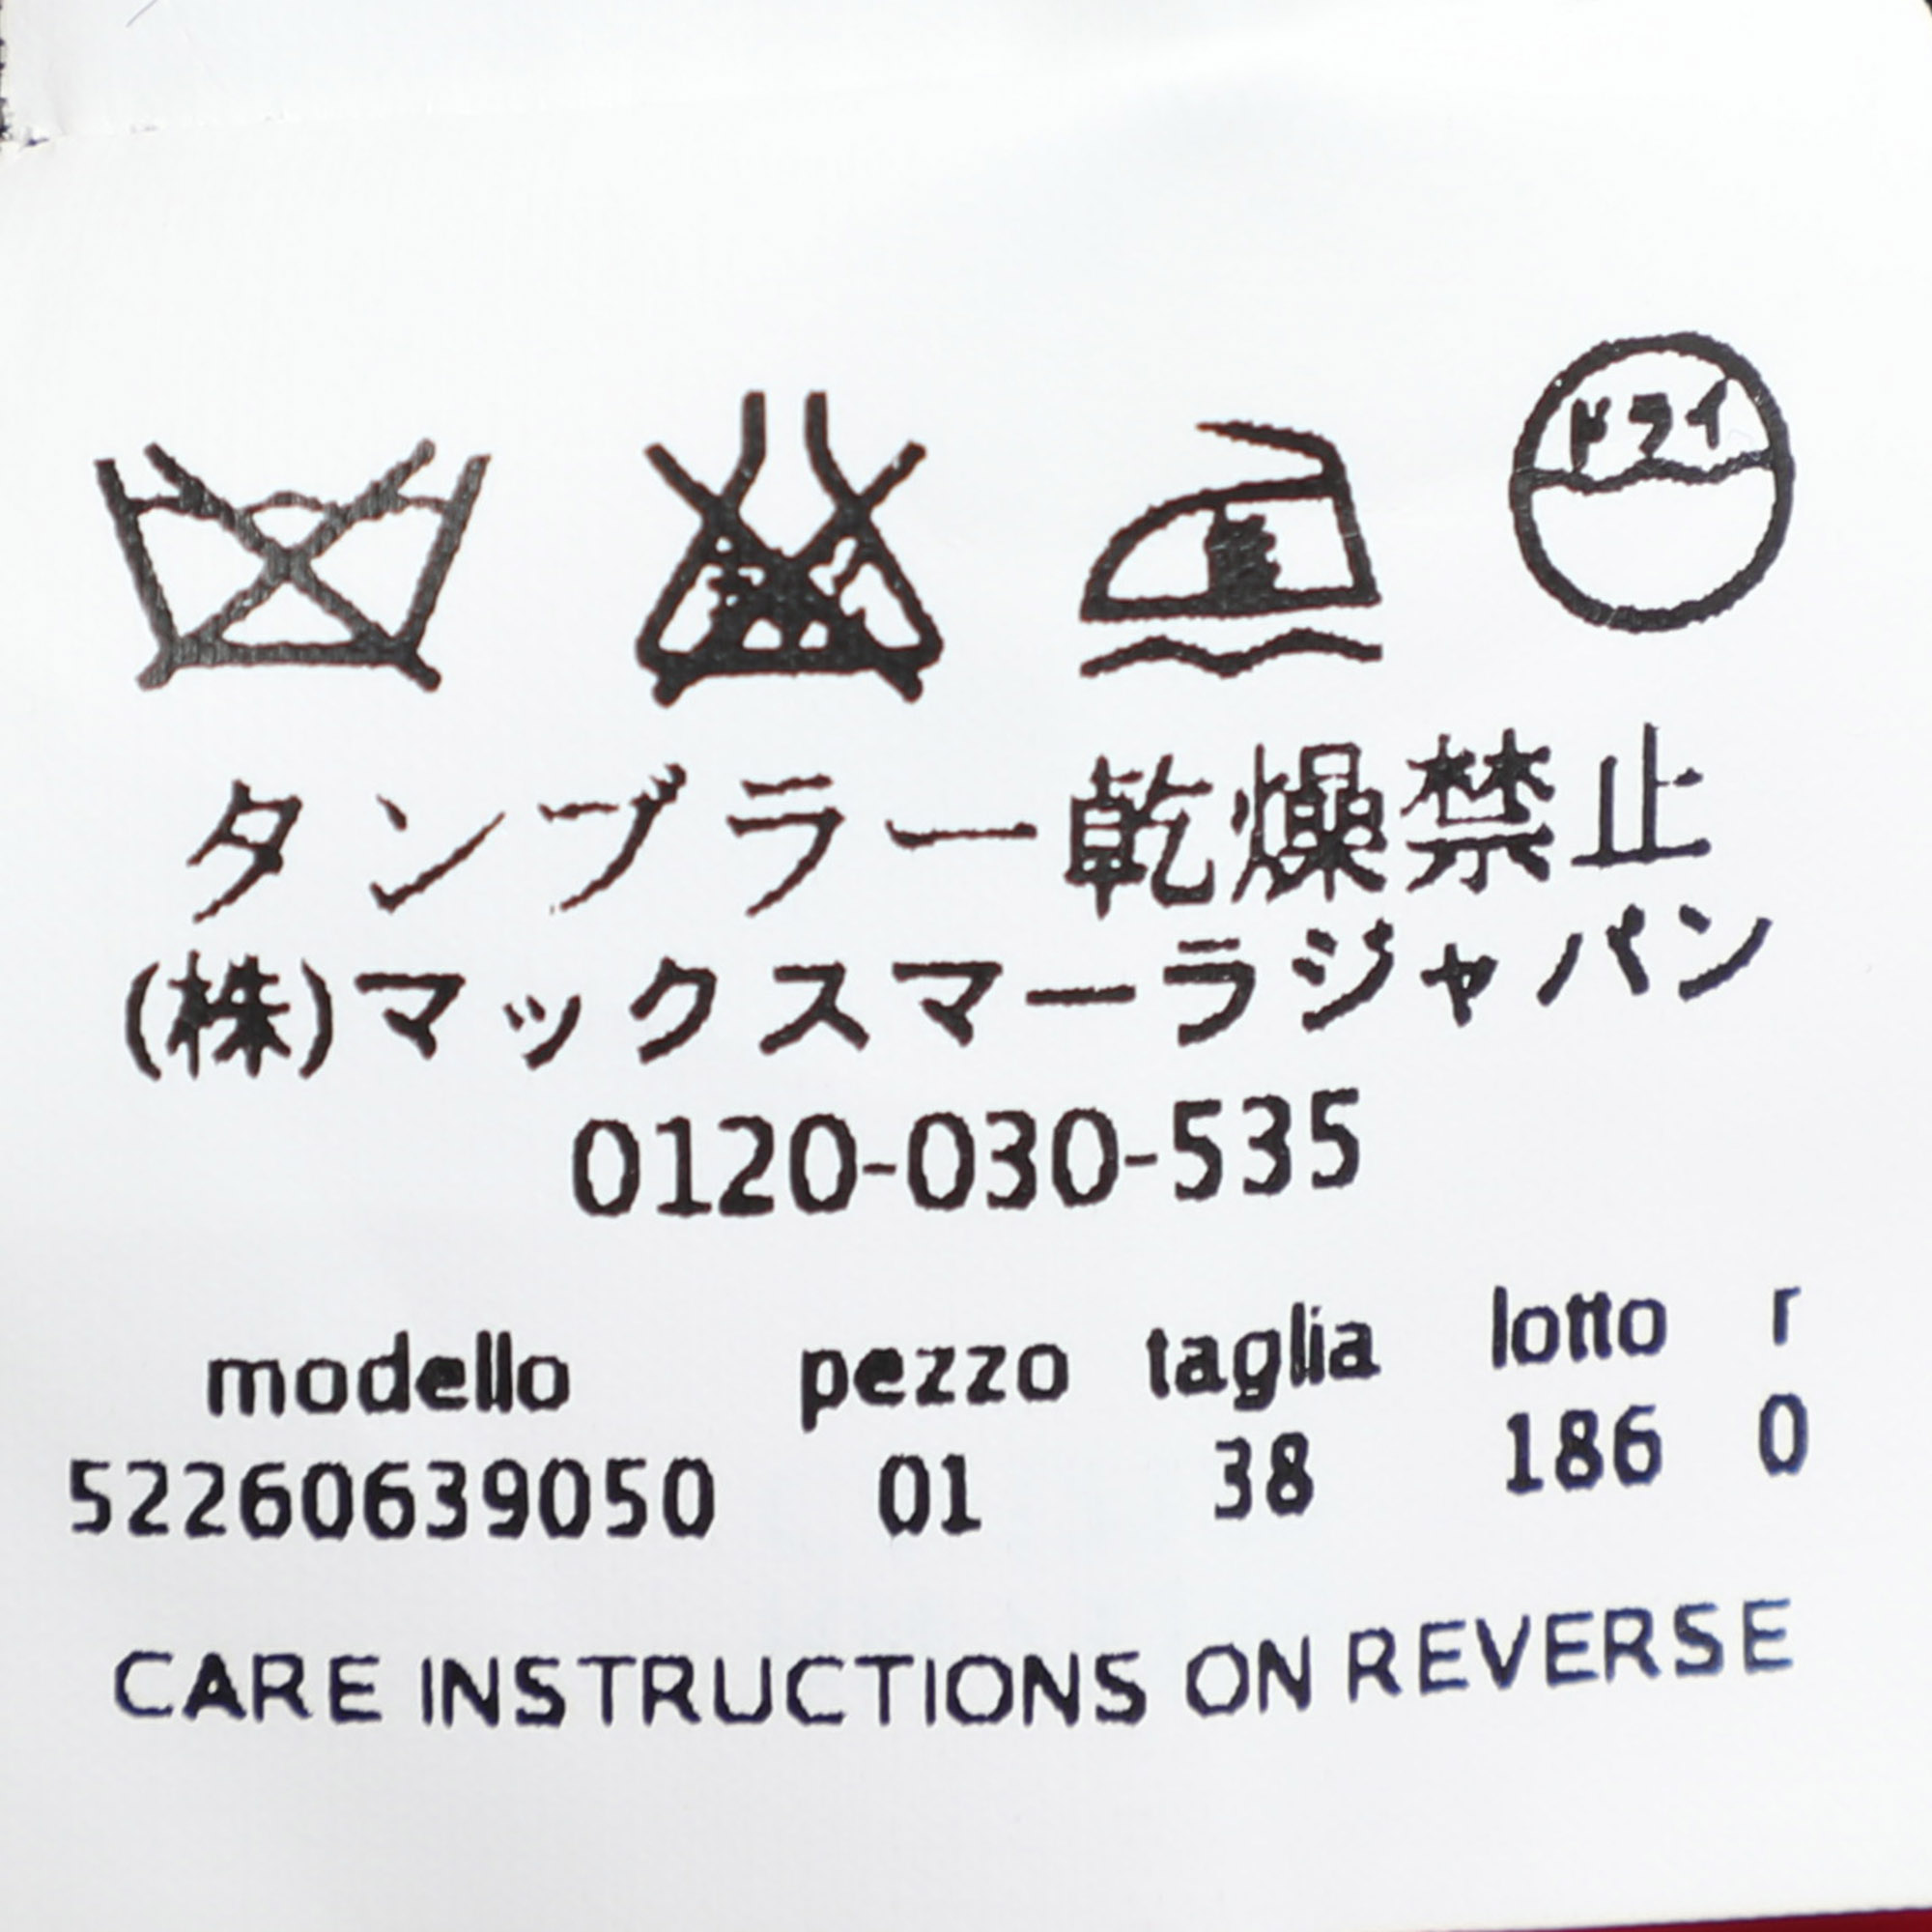 ドライ
タンブラー乾燥禁止
(株)マックスマーラジャパン
0120-030-535
modello pezzo taglia lotto r
52260639050 01 38 186 0
CARE INSTRUCTIONS ON REVERSE